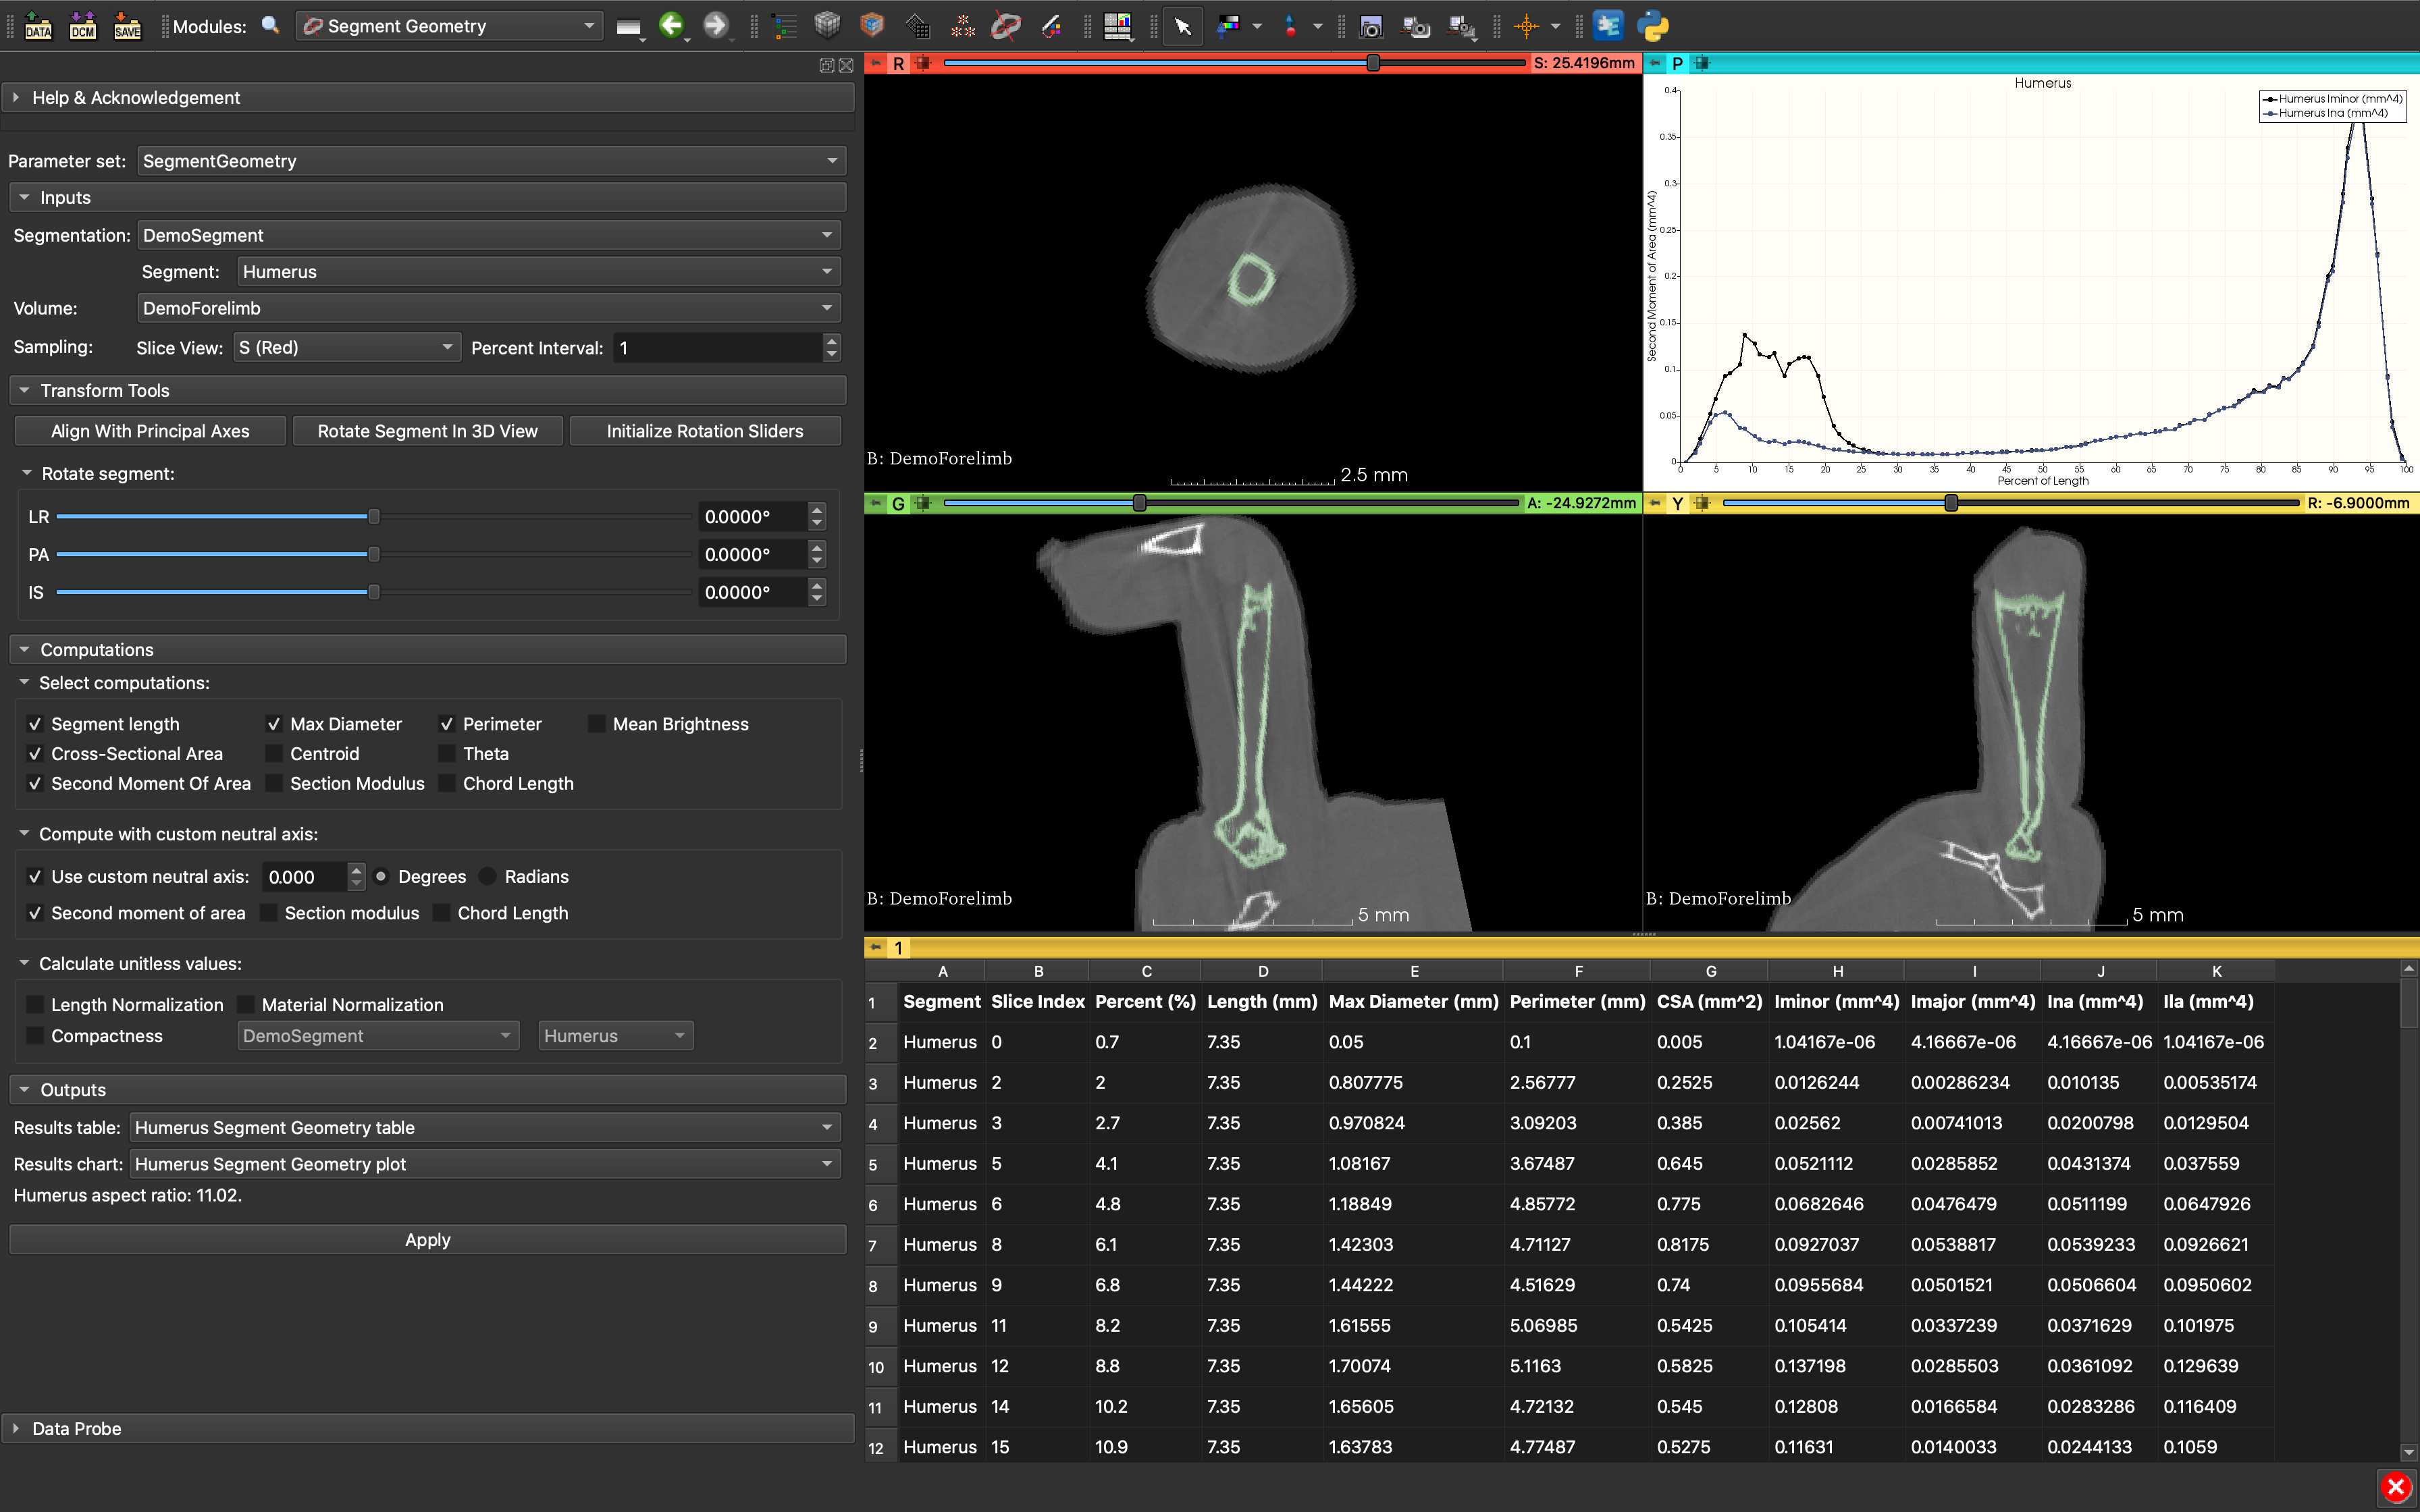 DATA DCM SAVE Modules: Segment Geometry
Help & Acknowledgement
Parameter set: SegmentGeometry
Inputs
Segmentation: DemoSegment
Segment: Humerus
Volume: DemoForelimb
Sampling: Slice View: S (Red) Percent Interval: 1
Transform Tools
Align With Principal Axes Rotate Segment In 3D View Initialize Rotation Sliders
Rotate segment:
LR 0.0000°
PA 0.0000°
IS 0.0000°
Computations
Select computations:
Segment length Max Diameter Perimeter Mean Brightness
Cross-Sectional Area Centroid Theta
Second Moment Of Area Section Modulus Chord Length
Compute with custom neutral axis:
Use custom neutral axis: 0.000 Degrees Radians
Second moment of area Section modulus Chord Length
Calculate unitless values:
Length Normalization Material Normalization
Compactness DemoSegment Humerus
Outputs
Results table: Humerus Segment Geometry table
Results chart: Humerus Segment Geometry plot
Humerus aspect ratio: 11.02.
Apply
Data Probe
R S: 25.4196mm
B: DemoForelimb
2.5 mm
P
Humerus
Humerus Iminor (mm^4)
Humerus Ina (mm^4)
Second Moment of Area (mm^4)
0.4
0.35
0.3
0.25
0.2
0.15
0.1
0.05
0
0 5 10 15 20 25 30 35 40 45 50 55 60 65 70 75 80 85 90 95 100
Percent of Length
G A: -24.9272mm
B: DemoForelimb
5 mm
Y R: -6.9000mm
B: DemoForelimb
5 mm
1
A B C D E F G H I J K
1 Segment Slice Index Percent (%) Length (mm) Max Diameter (mm) Perimeter (mm) CSA (mm^2) Iminor (mm^4) Imajor (mm^4) Ina (mm^4) Ila (mm^4)
2 Humerus 0 0.7 7.35 0.05 0.1 0.005 1.04167e-06 4.16667e-06 4.16667e-06 1.04167e-06
3 Humerus 2 2 7.35 0.807775 2.56777 0.2525 0.0126244 0.00286234 0.010135 0.00535174
4 Humerus 3 2.7 7.35 0.970824 3.09203 0.385 0.02562 0.00741013 0.0200798 0.0129504
5 Humerus 5 4.1 7.35 1.08167 3.67487 0.645 0.0521112 0.0285852 0.0431374 0.037559
6 Humerus 6 4.8 7.35 1.18849 4.85772 0.775 0.0682646 0.0476479 0.0511199 0.0647926
7 Humerus 8 6.1 7.35 1.42303 4.71127 0.8175 0.0927037 0.0538817 0.0539233 0.0926621
8 Humerus 9 6.8 7.35 1.44222 4.51629 0.74 0.0955684 0.0501521 0.0506604 0.0950602
9 Humerus 11 8.2 7.35 1.61555 5.06985 0.5425 0.105414 0.0337239 0.0371629 0.101975
10 Humerus 12 8.8 7.35 1.70074 5.1163 0.5825 0.137198 0.0285503 0.0361092 0.129639
11 Humerus 14 10.2 7.35 1.65605 4.72132 0.545 0.12808 0.0166584 0.0283286 0.116409
12 Humerus 15 10.9 7.35 1.63783 4.77487 0.5275 0.11631 0.0140033 0.0244133 0.1059